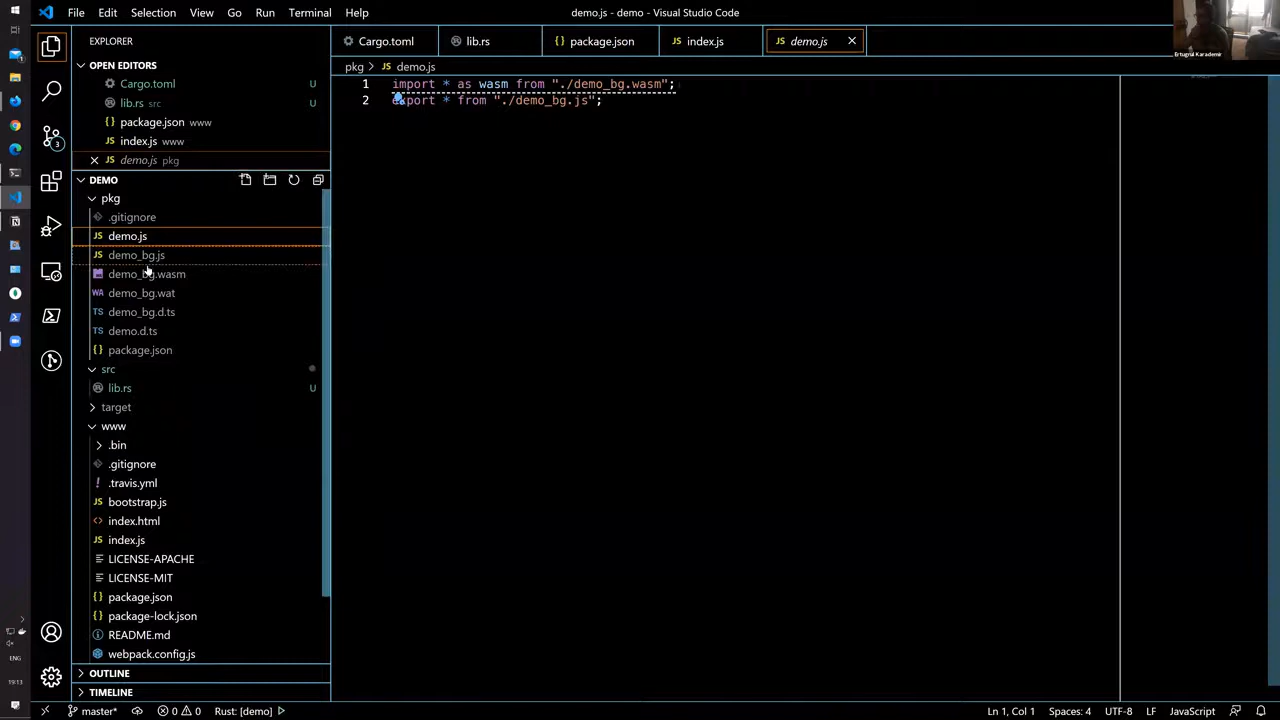 File Edit Selection View Go Run Terminal Help
demo.js - demo - Visual Studio Code
Ertugrul Karademir
EXPLORER
OPEN EDITORS
Cargo.toml U
lib.rs src U
package.json www
index.js www
demo.js pkg
DEMO
pkg
.gitignore
demo.js
demo_bg.js
demo_bg.wasm
demo_bg.wat
demo_bg.d.ts
demo.d.ts
package.json
src
lib.rs U
target
www
.bin
.gitignore
.travis.yml
bootstrap.js
index.html
index.js
LICENSE-APACHE
LICENSE-MIT
package.json
package-lock.json
README.md
webpack.config.js
OUTLINE
TIMELINE
Cargo.toml lib.rs package.json index.js demo.js
pkg > demo.js
1 import * as wasm from "./demo_bg.wasm";
2 export * from "./demo_bg.js";
3
ENG
19:13
master* 0 0 Rust: [demo] Ln 1, Col 1 Spaces: 4 UTF-8 LF JavaScript